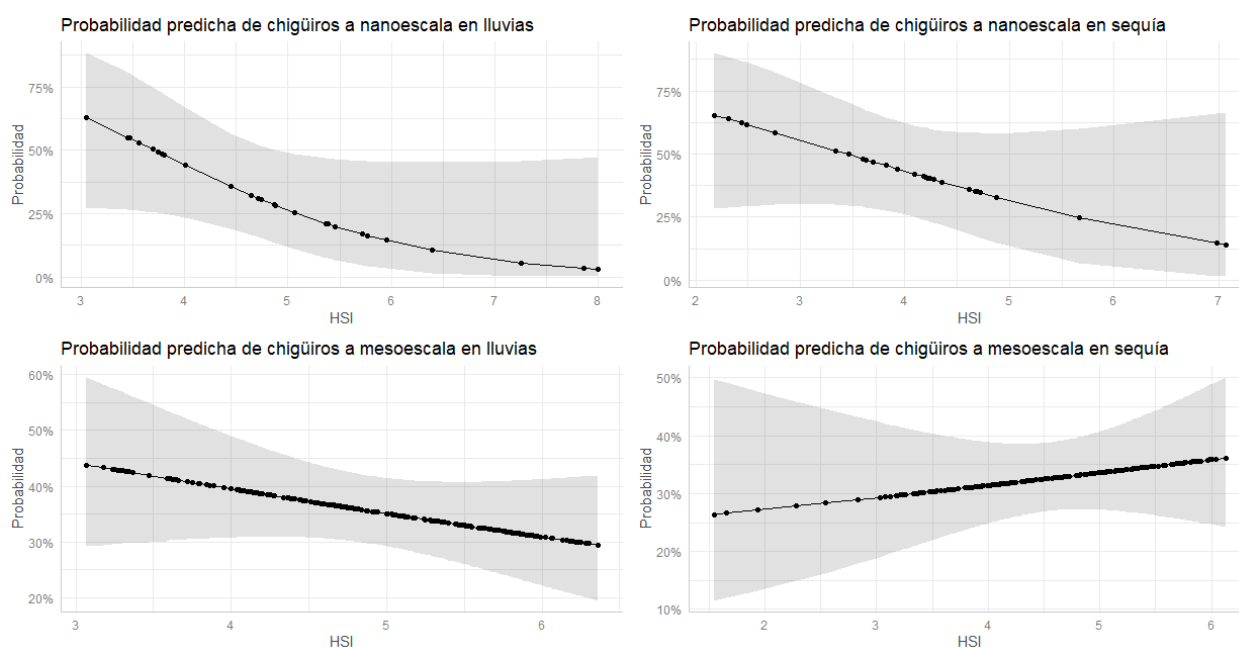 Probabilidad predicha de chigüiros a nanoescala en lluvias
75%
50%
25%
0%
Probabilidad
3 4 5 6 7 8
HSI
Probabilidad predicha de chigüiros a nanoescala en sequía
75%
50%
25%
0%
Probabilidad
2 3 4 5 6 7
HSI
Probabilidad predicha de chigüiros a mesoescala en lluvias
60%
50%
40%
30%
20%
Probabilidad
3 4 5 6
HSI
Probabilidad predicha de chigüiros a mesoescala en sequía
50%
40%
30%
20%
10%
Probabilidad
2 3 4 5 6
HSI